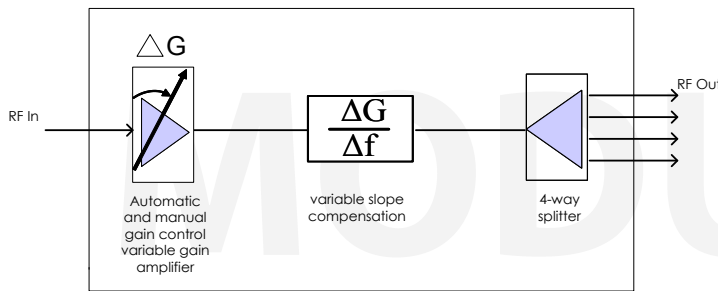 △G
RF In
ΔG
Δf
RF Out
Automatic
and manual
gain control
variable gain
amplifier
variable slope
compensation
4-way
splitter
MODU